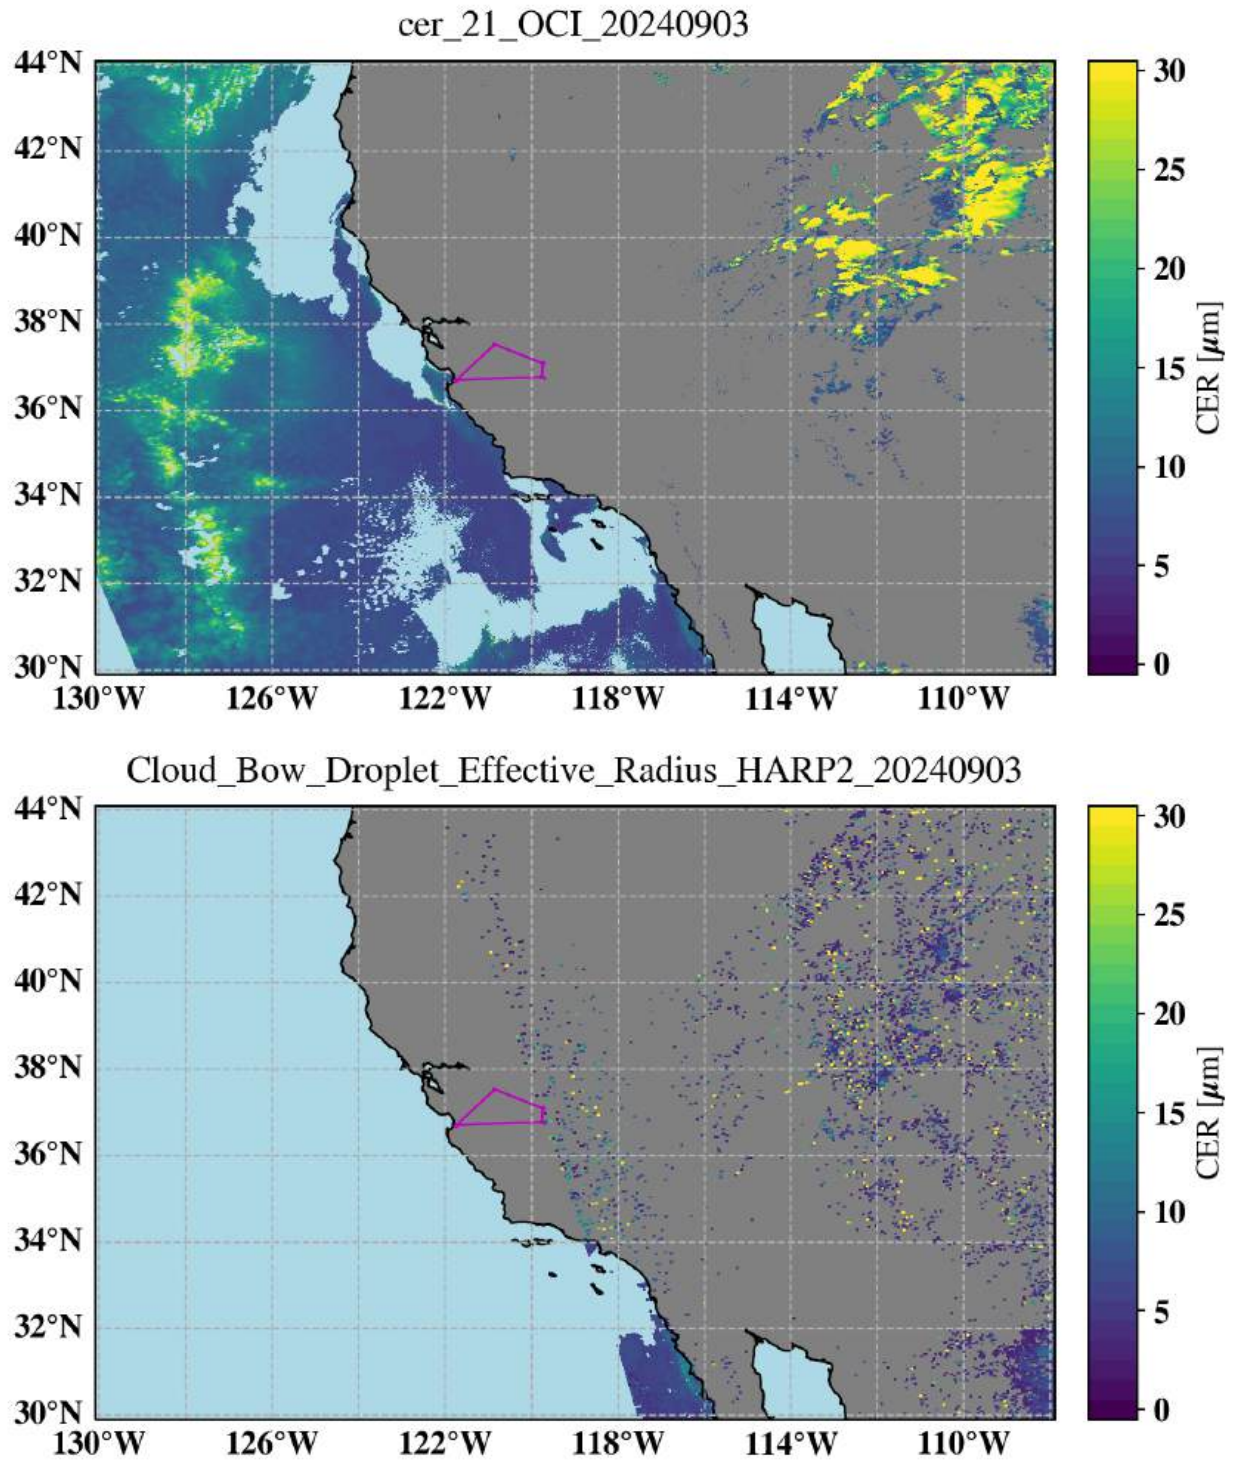 cer_21_OCI_20240903
44°N
42°N
40°N
38°N
36°N
34°N
32°N
30°N
130°W 126°W 122°W 118°W 114°W 110°W
30
25
20
15
10
5
0
CER [μm]
Cloud_Bow_Droplet_Effective_Radius_HARP2_20240903
44°N
42°N
40°N
38°N
36°N
34°N
32°N
30°N
130°W 126°W 122°W 118°W 114°W 110°W
30
25
20
15
10
5
0
CER [μm]